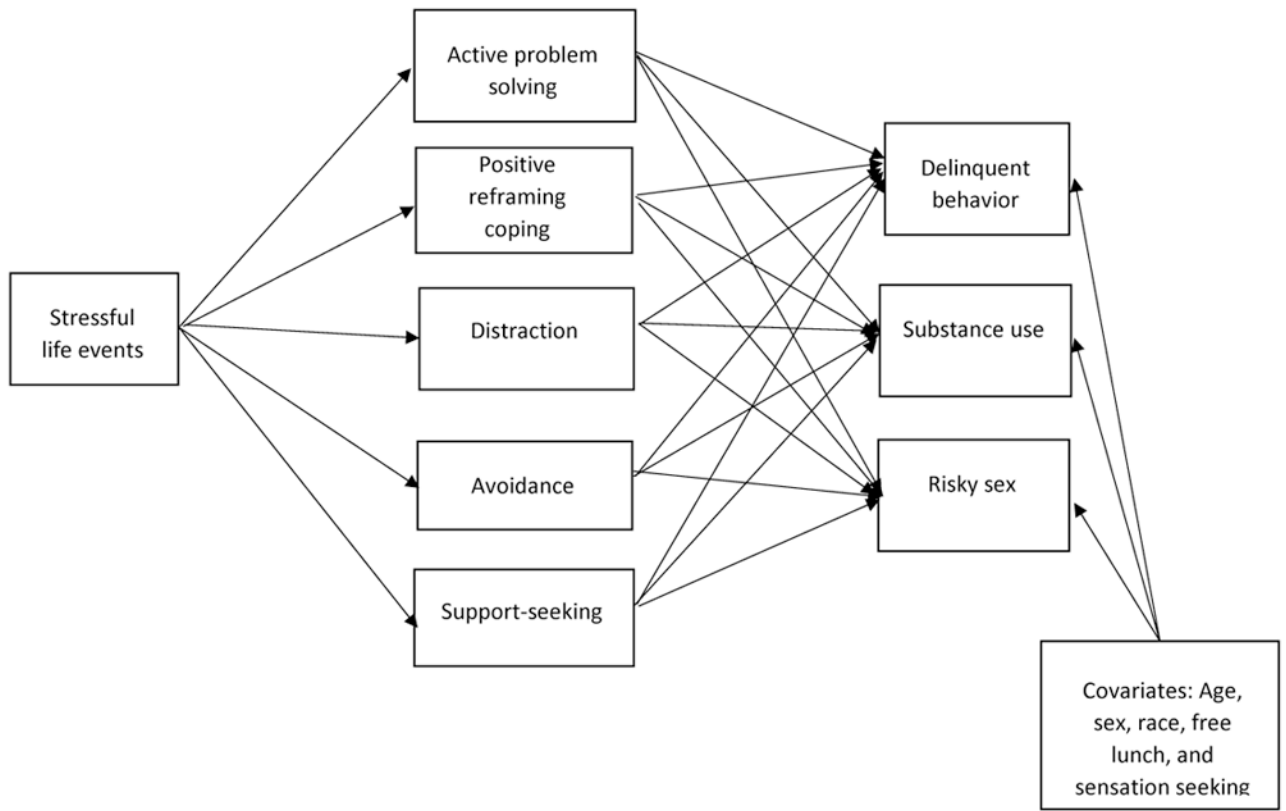 Stressful
life events
Active problem
solving
Positive
reframing
coping
Distraction
Avoidance
Support-seeking
Delinquent
behavior
Substance use
Risky sex
Covariates: Age,
sex, race, free
lunch, and
sensation seeking